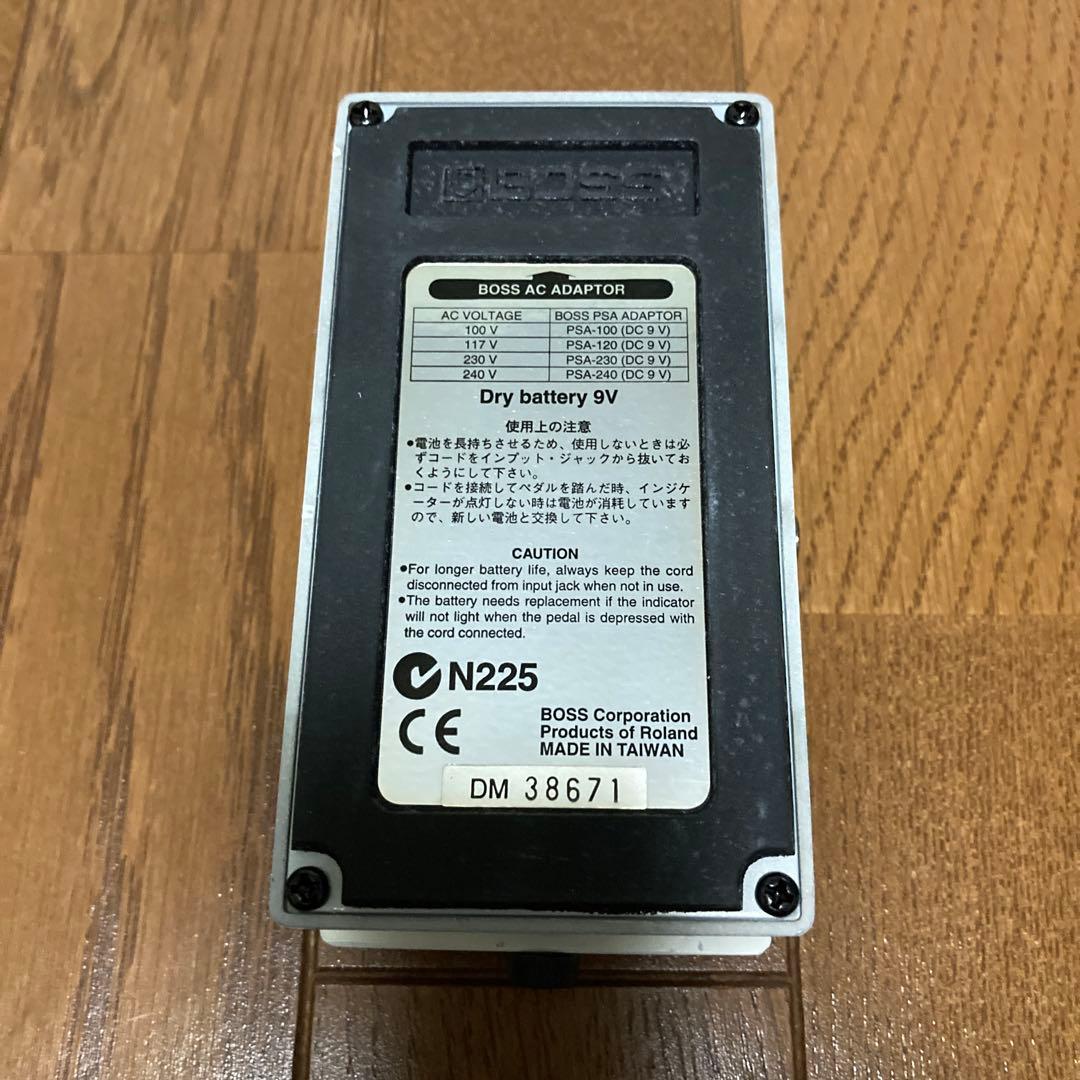 BOSS
BOSS AC ADAPTOR
AC VOLTAGE BOSS PSA ADAPTOR
100 V PSA-100 (DC 9 V)
117 V PSA-120 (DC 9 V)
230 V PSA-230 (DC 9 V)
240 V PSA-240 (DC 9 V)
Dry battery 9V
使用上の注意
●電池を長持ちさせるため、使用しないときは必
ずコードをインプット・ジャックから抜いてお
くようにして下さい。
●コードを接続してペダルを踏んだ時、インジケ
ーターが点灯しない時は電池が消耗しています
ので、新しい電池と交換して下さい。
CAUTION
●For longer battery life, always keep the cord
disconnected from input jack when not in use.
●The battery needs replacement if the indicator
will not light when the pedal is depressed with
the cord connected.
N225
CE
BOSS Corporation
Products of Roland
MADE IN TAIWAN
DM 38671